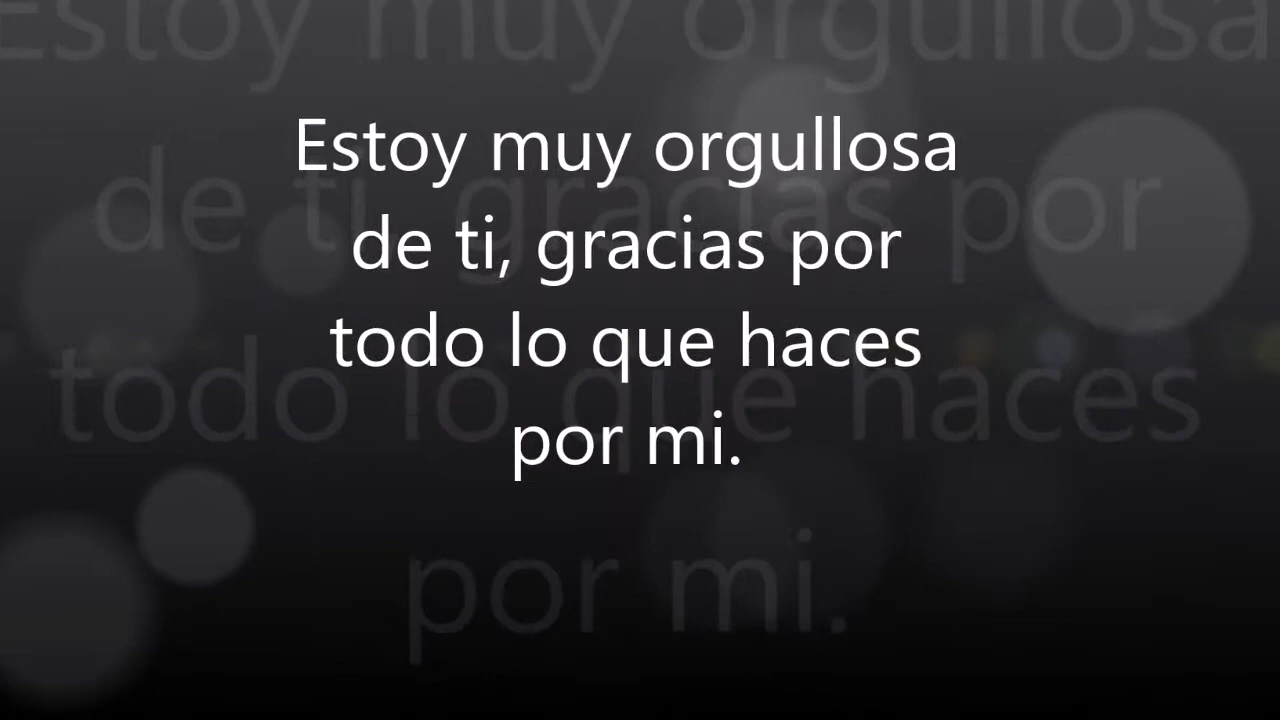 Estoy muy orgullosa
de ti, gracias por
todo lo que haces
por mi.